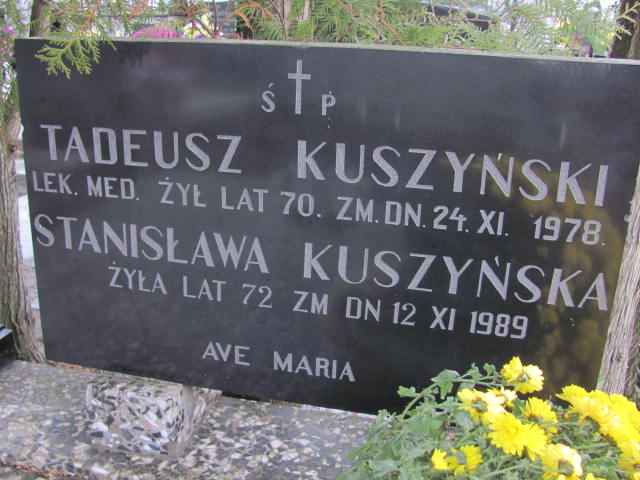 Ś P
TADEUSZ KUSZYŃSKI
LEK. MED. ŻYŁ LAT 70. ZM. DN. 24. XI. 1978.
STANISŁAWA KUSZYŃSKA
ŻYŁA LAT 72 ZM DN 12 XI 1989
AVE MARIA